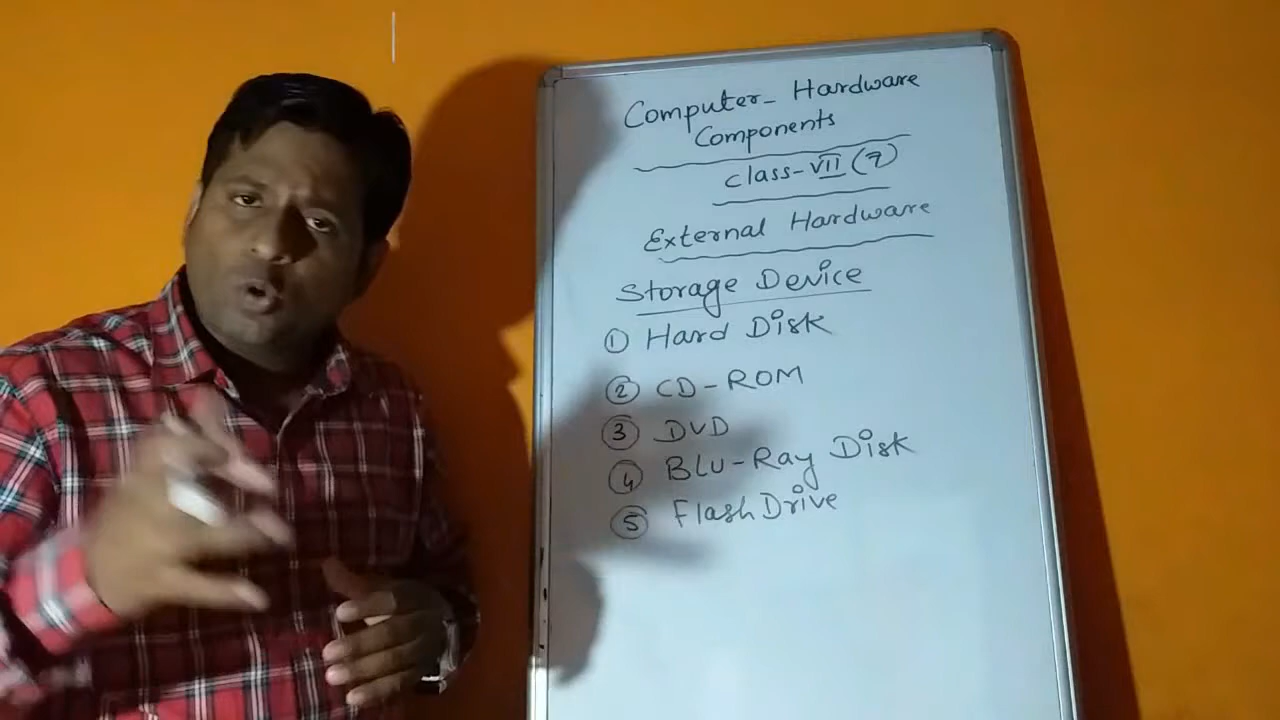 Computer- Hardware
Components
class-VII (7)
External Hardware
Storage Device
① Hard Disk
② CD-ROM
③ DVD
④ BLU-Ray Disk
⑤ Flash Drive